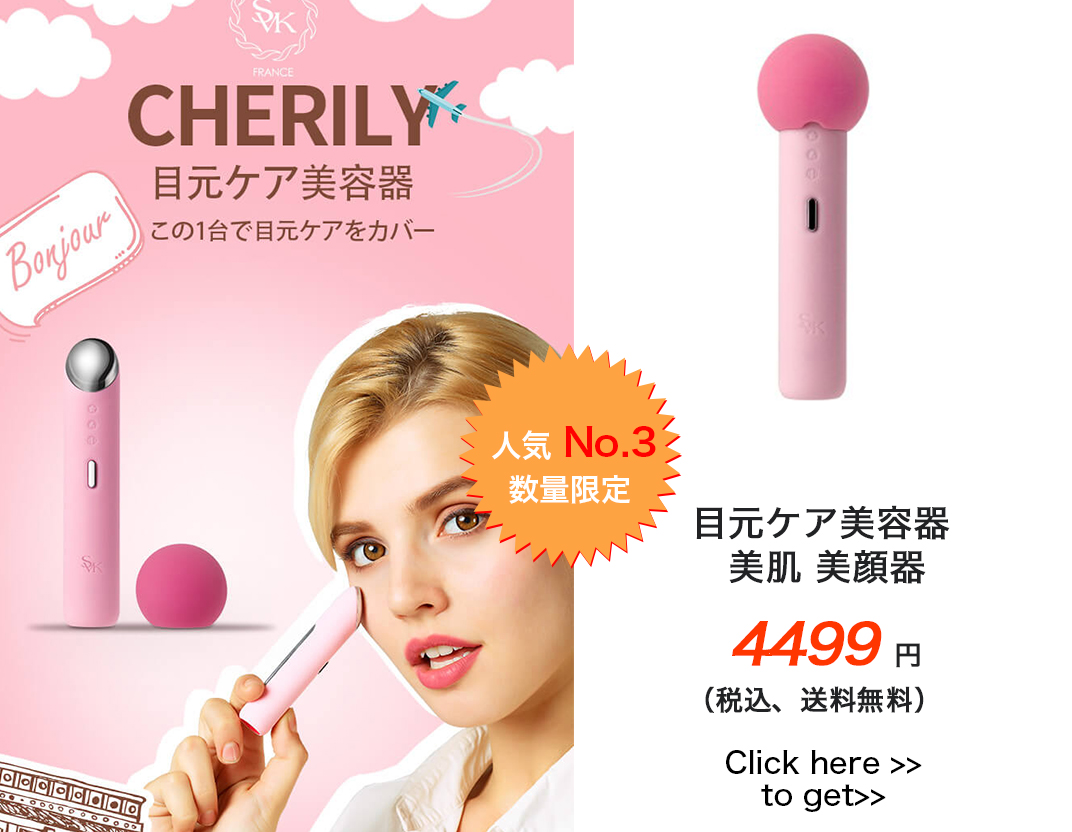 SVK
FRANCE
CHERILY
目元ケア美容器
この1台で目元ケアをカバー
Bonjour
SVK
SVK
人気 No.3
数量限定
目元ケア美容器
美肌 美顔器
4499 円
（税込、送料無料）
Click here >>
to get>>